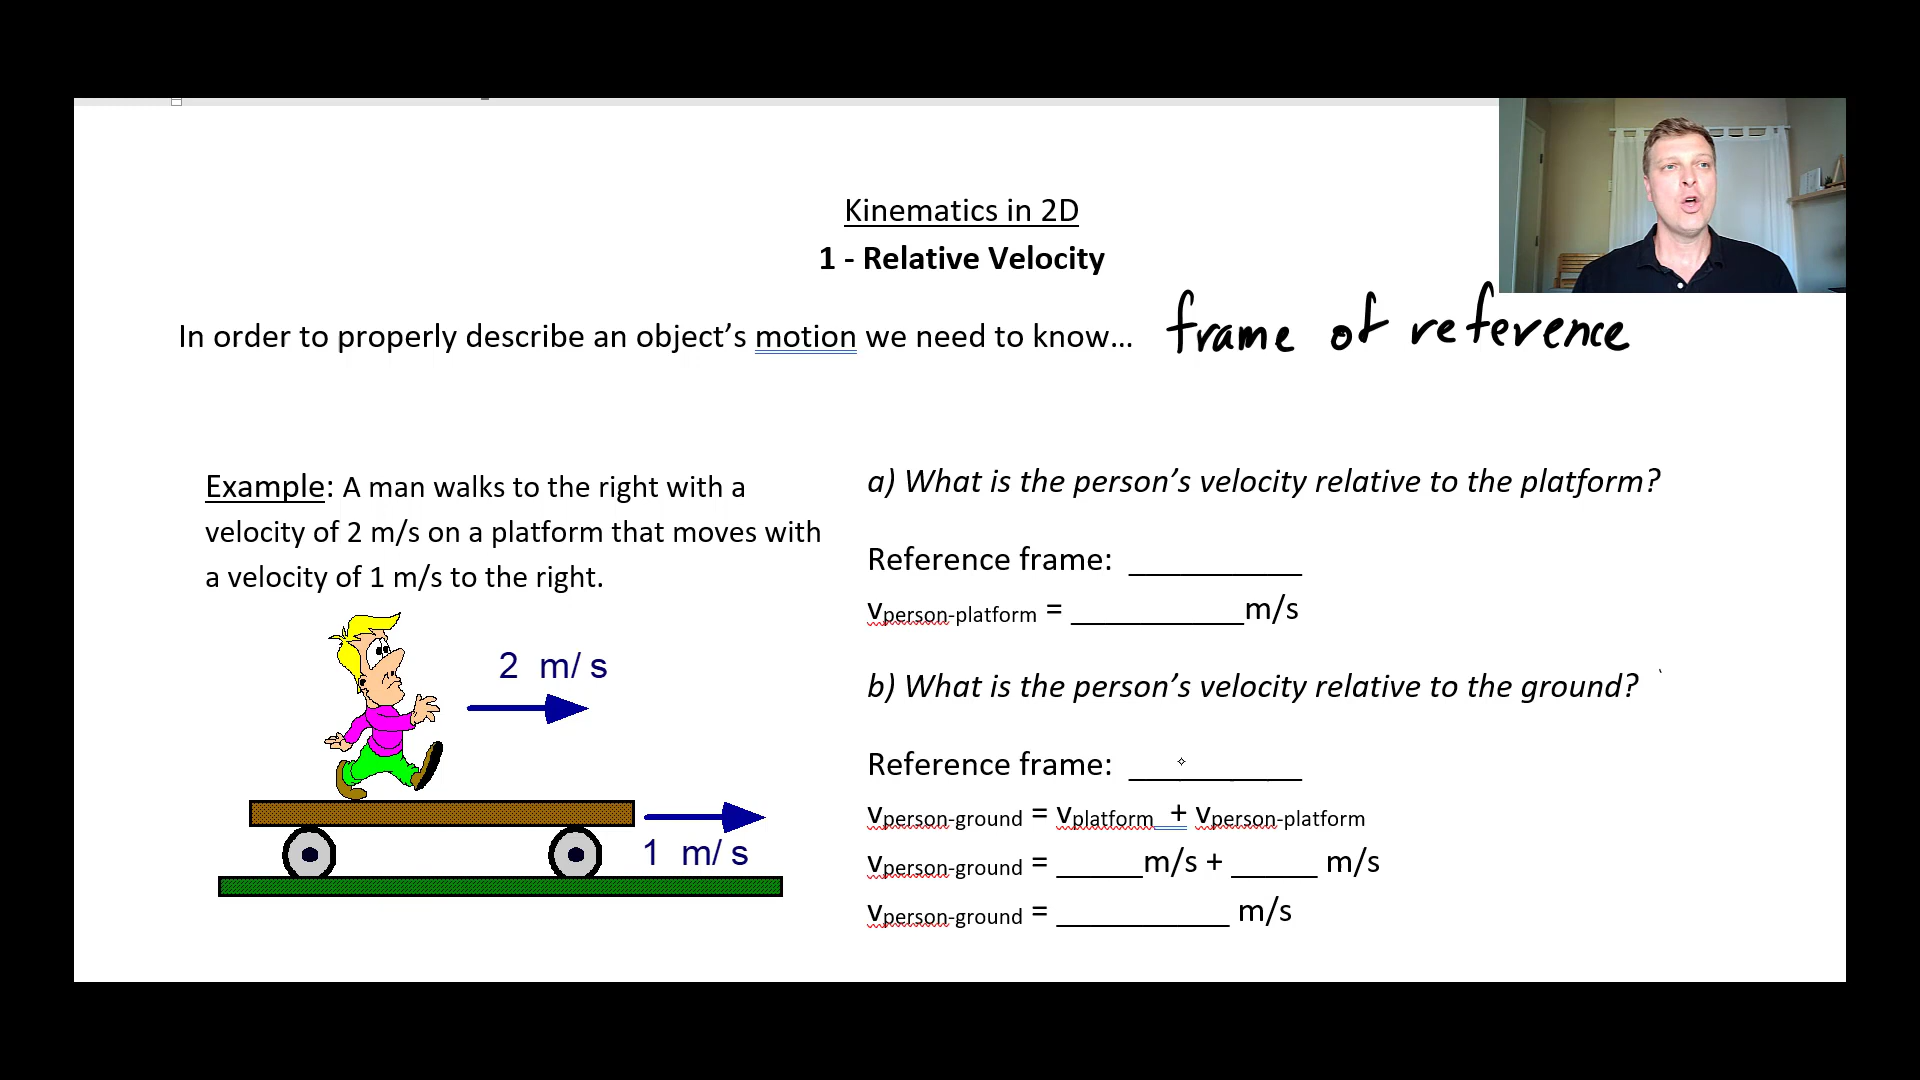 Kinematics in 2D
1 - Relative Velocity
In order to properly describe an object’s motion we need to know... frame of reference
Example: A man walks to the right with a
velocity of 2 m/s on a platform that moves with
a velocity of 1 m/s to the right.
2 m/ s
1 m/ s
a) What is the person’s velocity relative to the platform?
Reference frame: __________
vperson-platform = __________m/s
b) What is the person’s velocity relative to the ground?
Reference frame: __________
vperson-ground = vplatform + vperson-platform
vperson-ground = _____m/s + _____ m/s
vperson-ground = __________ m/s